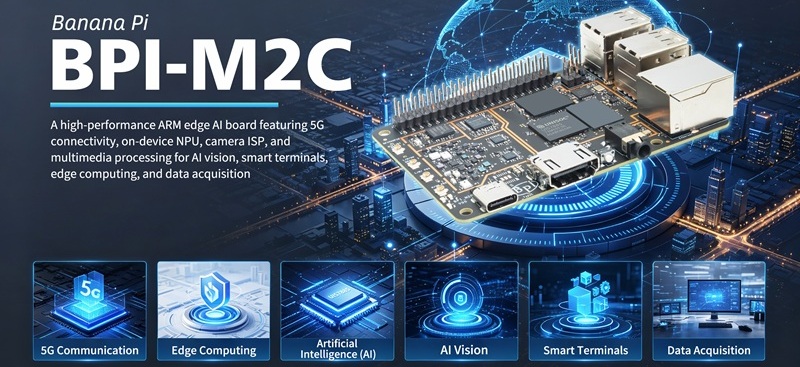 Banana Pi
BPI-M2C
A high-performance ARM edge AI board featuring 5G
connectivity, on-device NPU, camera ISP, and
multimedia processing for AI vision, smart terminals,
edge computing, and data acquisition
5G
5G Communication
Edge Computing
Artificial
Intelligence (AI)
AI Vision
Smart Terminals
Data Acquisition